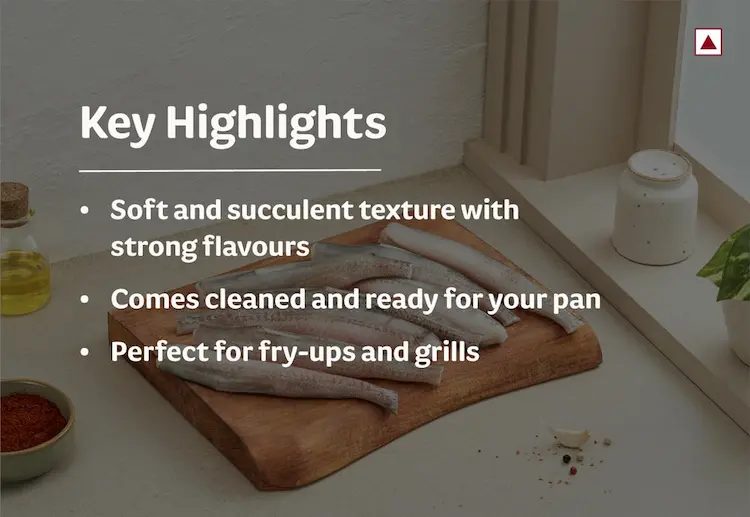 Key Highlights
• Soft and succulent texture with
strong flavours
• Comes cleaned and ready for your pan
• Perfect for fry-ups and grills